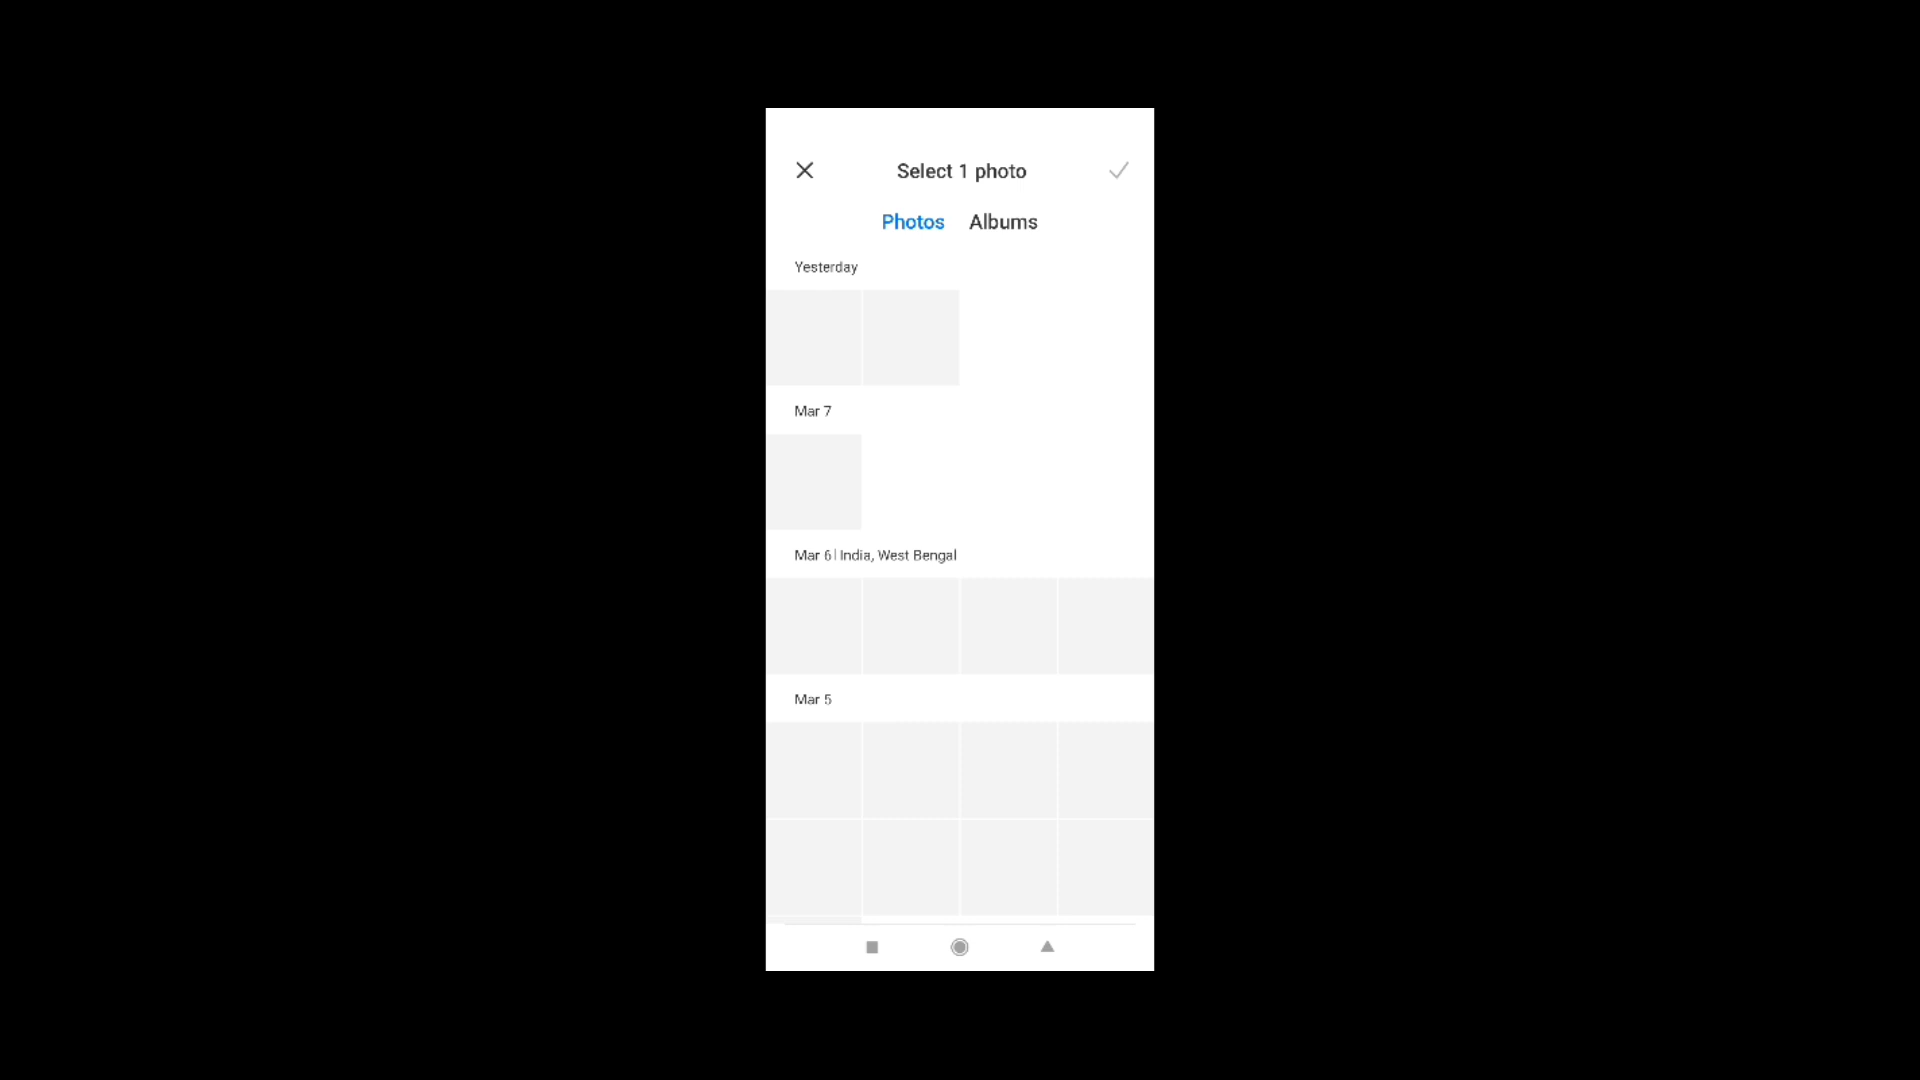 Select 1 photo
Photos Albums
Yesterday
Mar 7
Mar 6 | India, West Bengal
Mar 5